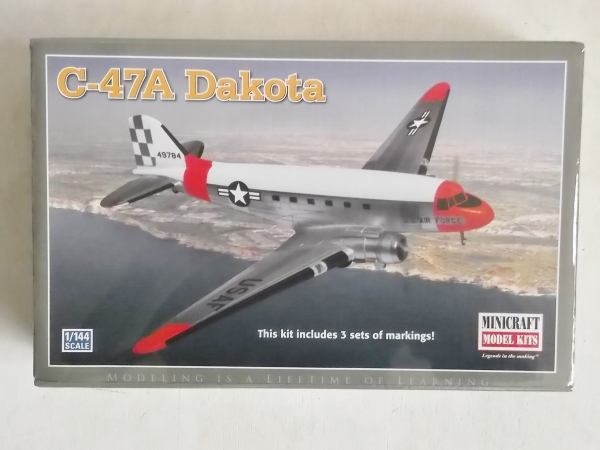 C-47A Dakota
49784
U.S. AIR FORCE
USAF
This kit includes 3 sets of markings!
1/144
SCALE
MINICRAFT
MODEL KITS
Legends in the making™
MODELING IS A LIFETIME OF LEARNING